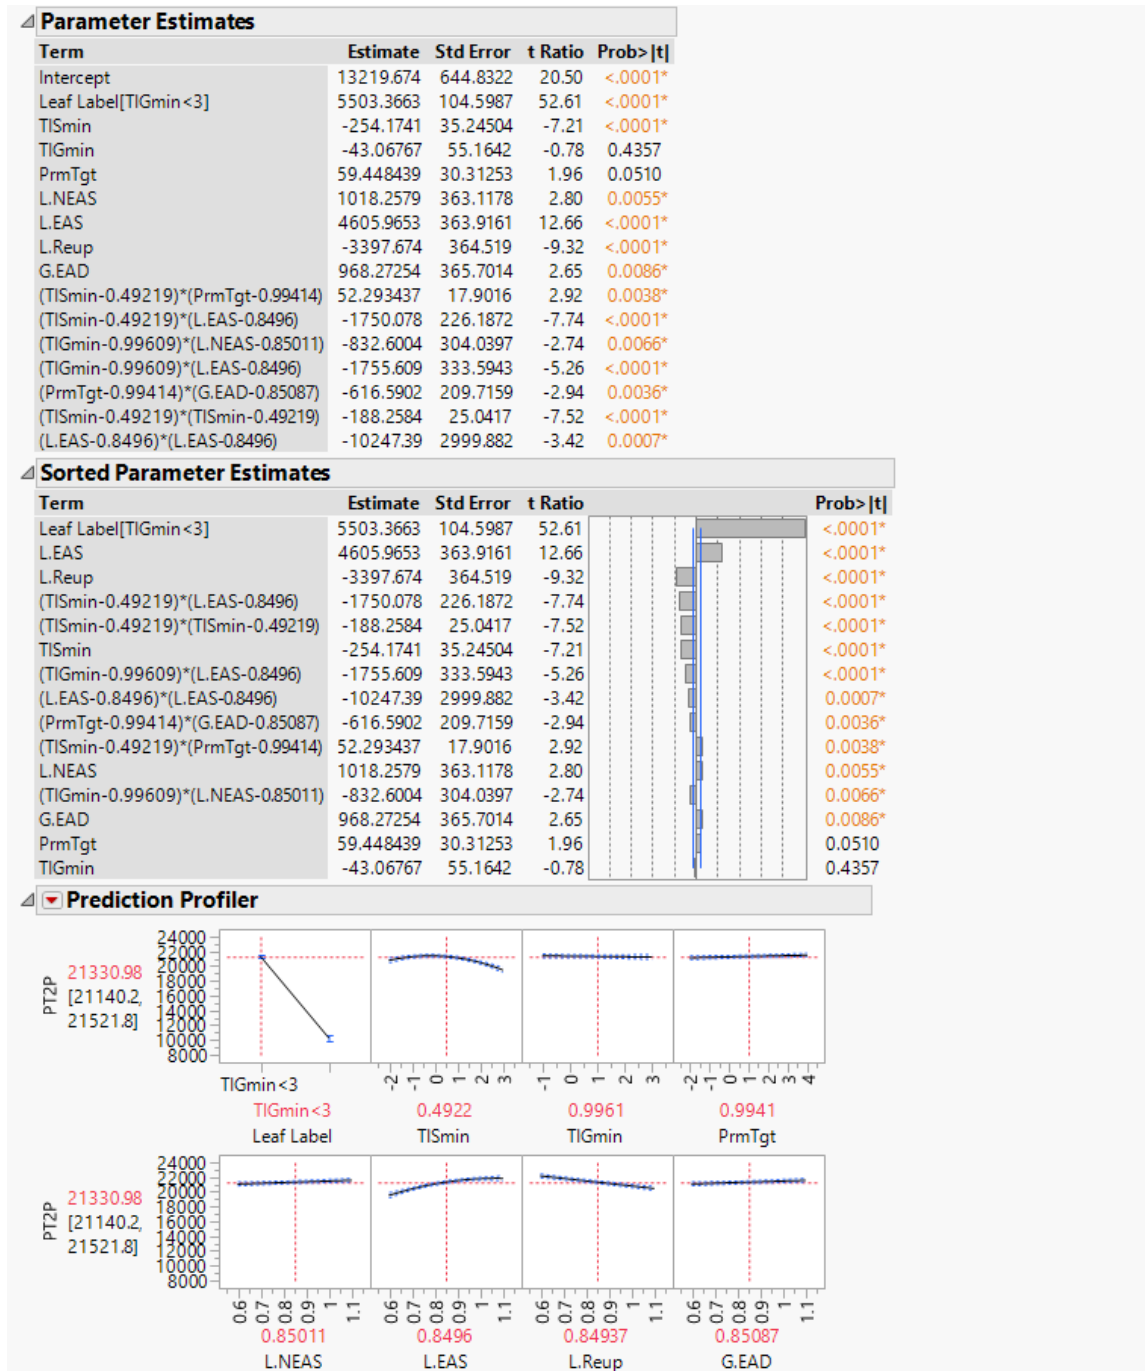 Parameter Estimates
Term Estimate Std Error t Ratio Prob>|t|
Intercept 13219.674 644.8322 20.50 <.0001*
Leaf Label[TIGmin<3] 5503.3663 104.5987 52.61 <.0001*
TISmin -254.1741 35.24504 -7.21 <.0001*
TIGmin -43.06767 55.1642 -0.78 0.4357
PrmTgt 59.448439 30.31253 1.96 0.0510
L.NEAS 1018.2579 363.1178 2.80 0.0055*
L.EAS 4605.9653 363.9161 12.66 <.0001*
L.Reup -3397.674 364.519 -9.32 <.0001*
G.EAD 968.27254 365.7014 2.65 0.0086*
(TISmin-0.49219)*(PrmTgt-0.99414) 52.293437 17.9016 2.92 0.0038*
(TISmin-0.49219)*(L.EAS-0.8496) -1750.078 226.1872 -7.74 <.0001*
(TIGmin-0.99609)*(L.NEAS-0.85011) -832.6004 304.0397 -2.74 0.0066*
(TIGmin-0.99609)*(L.EAS-0.8496) -1755.609 333.5943 -5.26 <.0001*
(PrmTgt-0.99414)*(G.EAD-0.85087) -616.5902 209.7159 -2.94 0.0036*
(TISmin-0.49219)*(TISmin-0.49219) -188.2584 25.0417 -7.52 <.0001*
(L.EAS-0.8496)*(L.EAS-0.8496) -10247.39 2999.882 -3.42 0.0007*
Sorted Parameter Estimates
Term Estimate Std Error t Ratio Prob>|t|
Leaf Label[TIGmin<3] 5503.3663 104.5987 52.61 <.0001*
L.EAS 4605.9653 363.9161 12.66 <.0001*
L.Reup -3397.674 364.519 -9.32 <.0001*
(TISmin-0.49219)*(L.EAS-0.8496) -1750.078 226.1872 -7.74 <.0001*
(TISmin-0.49219)*(TISmin-0.49219) -188.2584 25.0417 -7.52 <.0001*
TISmin -254.1741 35.24504 -7.21 <.0001*
(TIGmin-0.99609)*(L.EAS-0.8496) -1755.609 333.5943 -5.26 <.0001*
(L.EAS-0.8496)*(L.EAS-0.8496) -10247.39 2999.882 -3.42 0.0007*
(PrmTgt-0.99414)*(G.EAD-0.85087) -616.5902 209.7159 -2.94 0.0036*
(TISmin-0.49219)*(PrmTgt-0.99414) 52.293437 17.9016 2.92 0.0038*
L.NEAS 1018.2579 363.1178 2.80 0.0055*
(TIGmin-0.99609)*(L.NEAS-0.85011) -832.6004 304.0397 -2.74 0.0066*
G.EAD 968.27254 365.7014 2.65 0.0086*
PrmTgt 59.448439 30.31253 1.96 0.0510
TIGmin -43.06767 55.1642 -0.78 0.4357
Prediction Profiler
PT2P
21330.98
[21140.2,
21521.8]
24000
22000
20000
18000
16000
14000
12000
10000
8000
TIGmin<3
-2 -1 0 1 2 3
-1 0 1 2 3
-2 -1 0 1 2 3 4
TIGmin<3 0.4922 0.9961 0.9941
Leaf Label TISmin TIGmin PrmTgt
PT2P
21330.98
[21140.2,
21521.8]
24000
22000
20000
18000
16000
14000
12000
10000
8000
0.6 0.7 0.8 0.9 1 1.1
0.6 0.7 0.8 0.9 1 1.1
0.6 0.7 0.8 0.9 1 1.1
0.6 0.7 0.8 0.9 1 1.1
0.85011 0.8496 0.84937 0.85087
L.NEAS L.EAS L.Reup G.EAD